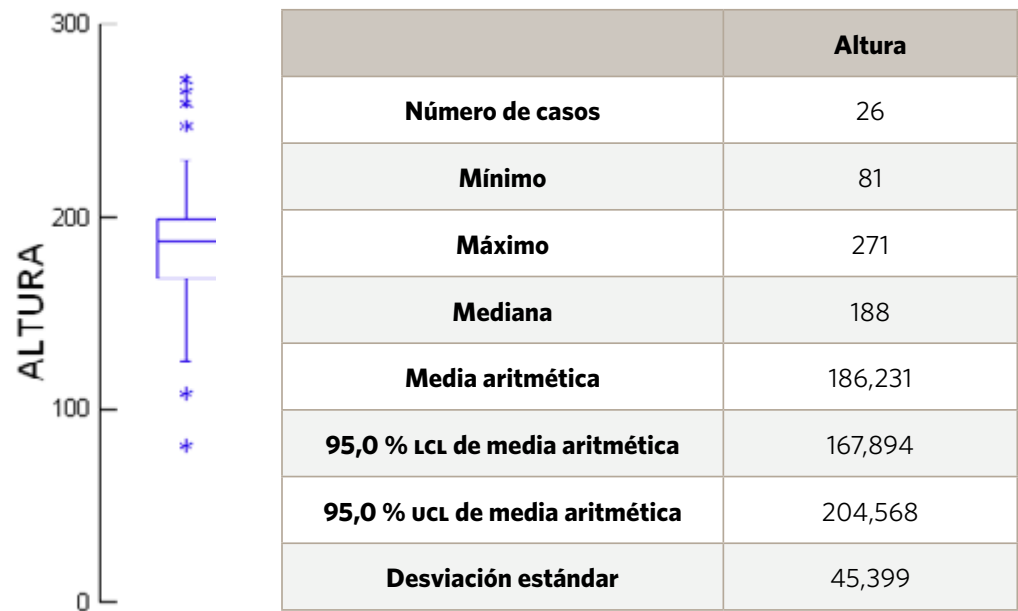 300
200
100
0
ALTURA
Altura
Número de casos 26
Mínimo 81
Máximo 271
Mediana 188
Media aritmética 186,231
95,0 % LCL de media aritmética 167,894
95,0 % UCL de media aritmética 204,568
Desviación estándar 45,399